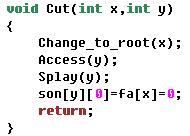 void Cut(int x,int y)
{
    Change_to_root(x);
    Access(y);
    Splay(y);
    son[y][0]=fa[x]=0;
    return;
}